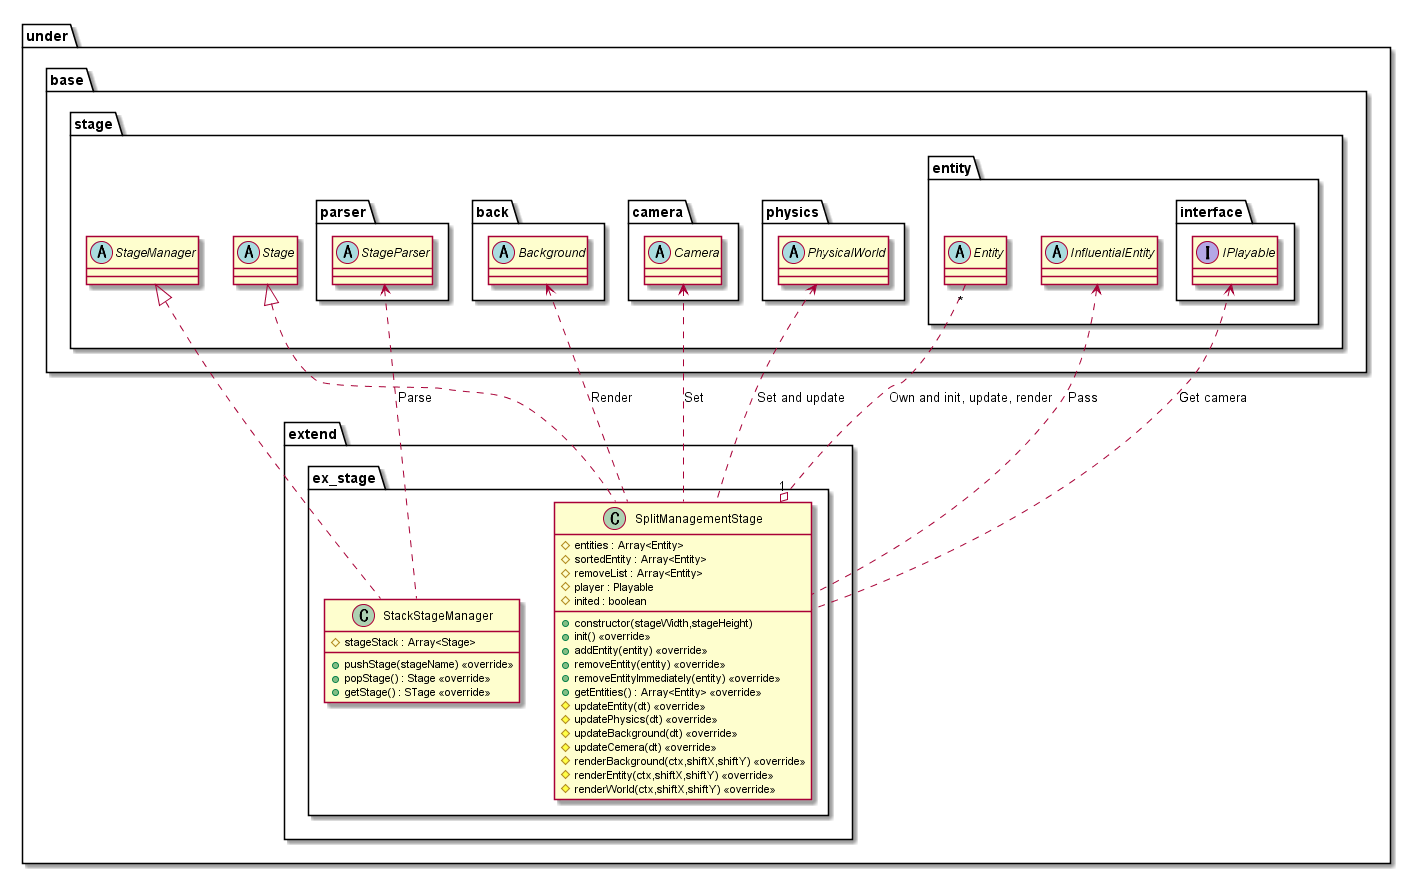 under
base
stage
entity
parser
back
camera
physics
interface
A StageManager
A Stage
A StageParser
A Background
A Camera
A PhysicalWorld
A Entity
A InfluentialEntity
I IPlayable
*
Parse
Render
Set
Set and update
Own and init, update, render
Pass
Get camera
extend
ex_stage
1
C SplitManagementStage
entities : Array<Entity>
sortedEntity : Array<Entity>
removeList : Array<Entity>
player : Playable
inited : boolean
constructor(stageWidth,stageHeight)
init() «override»
addEntity(entity) «override»
removeEntity(entity) «override»
removeEntityImmediately(entity) «override»
getEntities() : Array<Entity> «override»
updateEntity(dt) «override»
updatePhysics(dt) «override»
updateBackground(dt) «override»
updateCemera(dt) «override»
renderBackground(ctx,shiftX,shiftY) «override»
renderEntity(ctx,shiftX,shiftY) «override»
renderWorld(ctx,shiftX,shiftY) «override»
C StackStageManager
stageStack : Array<Stage>
pushStage(stageName) «override»
popStage() : Stage «override»
getStage() : STage «override»